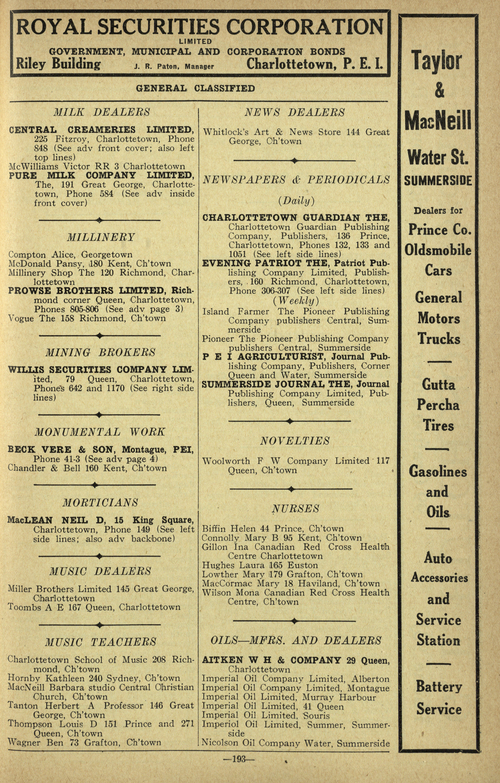 ROYAL SECURITIES CORPORATION
LIMITED
GOVERNMENT, MUNICIPAL AND CORPORATION BONDS
Riley Building J. R. Paton, Manager Charlottetown, P. E. I.
GENERAL CLASSIFIED
MILK DEALERS
CENTRAL CREAMERIES LIMITED,
225 Fitzroy, Charlottetown, Phone
848 (See adv front cover; also left
top lines)
McWilliams Victor RR 3 Charlottetown
PURE MILK COMPANY LIMITED,
The, 191 Great George, Charlotte-
town, Phone 584 (See adv inside
front cover)
MILLINERY
Compton Alice, Georgetown
McDonald Pansy, 180 Kent, Ch'town
Millinery Shop The 120 Richmond, Char-
lottetown
PROWSE BROTHERS LIMITED, Rich-
mond corner Queen, Charlottetown,
Phones 805-806 (See adv page 3)
Vogue The 158 Richmond, Ch'town
MINING BROKERS
WILLIS SECURITIES COMPANY LIM-
ited, 79 Queen, Charlottetown,
Phone's 642 and 1170 (See right side
lines)
MONUMENTAL WORK
BECK VERE & SON, Montague, PEI,
Phone 41-3 (See adv page 4)
Chandler & Bell 160 Kent, Ch'town
MORTICIANS
MacLEAN NEIL D, 15 King Square,
Charlottetown, Phone 149 (See left
side lines; also adv backbone)
MUSIC DEALERS
Miller Brothers Limited 145 Great George,
Charlottetown
Toombs A E 167 Queen, Charlottetown
MUSIC TEACHERS
Charlottetown School of Music 208 Rich-
mond, Ch'town
Hornby Kathleen 240 Sydney, Ch'town
MacNeill Barbara studio Central Christian
Church, Ch'town
Tanton Herbert A Professor 146 Great
George, Ch'town
Thompson Louis D 151 Prince and 271
Queen, Ch'town
Wagner Ben 73 Grafton, Ch'town
NEWS DEALERS
Whitlock's Art & News Store 144 Great
George, Ch'town
NEWSPAPERS & PERIODICALS
(Daily)
CHARLOTTETOWN GUARDIAN THE,
Charlottetown Guardian Publishing
Company, Publishers, 136 Prince,
Charlottetown, Phones 132, 133 and
1051 (See left side lines)
EVENING PATRIOT THE, Patriot Pub-
lishing Company Limited, Publish-
ers, 160 Richmond, Charlottetown,
Phone 306-307 (See left side lines)
(Weekly)
Island Farmer The Pioneer Publishing
Company publishers Central, Sum-
merside
Pioneer The Pioneer Publishing Company
publishers Central, Summerside
P E I AGRICULTURIST, Journal Pub-
lishing Company, Publishers, Corner
Queen and Water, Summerside
SUMMERSIDE JOURNAL THE, Journal
Publishing Company Limited, Pub-
lishers, Queen, Summerside
NOVELTIES
Woolworth F W Company Limited 117
Queen, Ch'town
NURSES
Biffin Helen 44 Prince, Ch'town
Connolly Mary B 95 Kent, Ch'town
Gillon Ina Canadian Red Cross Health
Centre Charlottetown
Hughes Laura 165 Euston
Lowther Mary 179 Grafton, Ch'town
MacCormac Mary 18 Haviland, Ch'town
Wilson Mona Canadian Red Cross Health
Centre, Ch'town
OILS—MFRS. AND DEALERS
AITKEN W H & COMPANY 29 Queen,
Charlottetown
Imperial Oil Company Limited, Alberton
Imperial Oil Company Limited, Montague
Imperial Oil Limited, Murray Harbour
Imperial Oil Limited, 41 Queen
Imperial Oil Limited, Souris
Imperiol Oil Limited, Summer, Summer-
side
Nicolson Oil Company Water, Summerside
Taylor
&
MacNeill
Water St.
SUMMERSIDE
Dealers for
Prince Co.
Oldsmobile
Cars
General
Motors
Trucks
Gutta
Percha
Tires
Gasolines
and
Oils
Auto
Accessories
and
Service
Station
Battery
Service
—193—